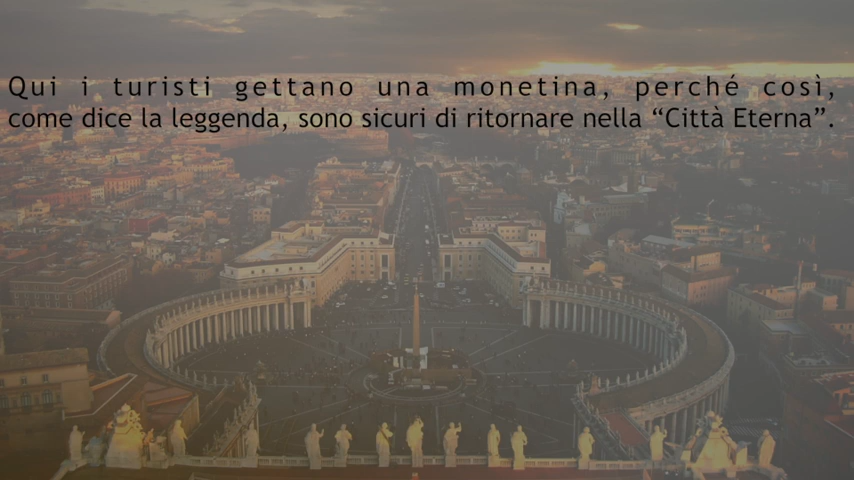 Qui i turisti gettano una monetina, perché così,
come dice la leggenda, sono sicuri di ritornare nella “Città Eterna”.